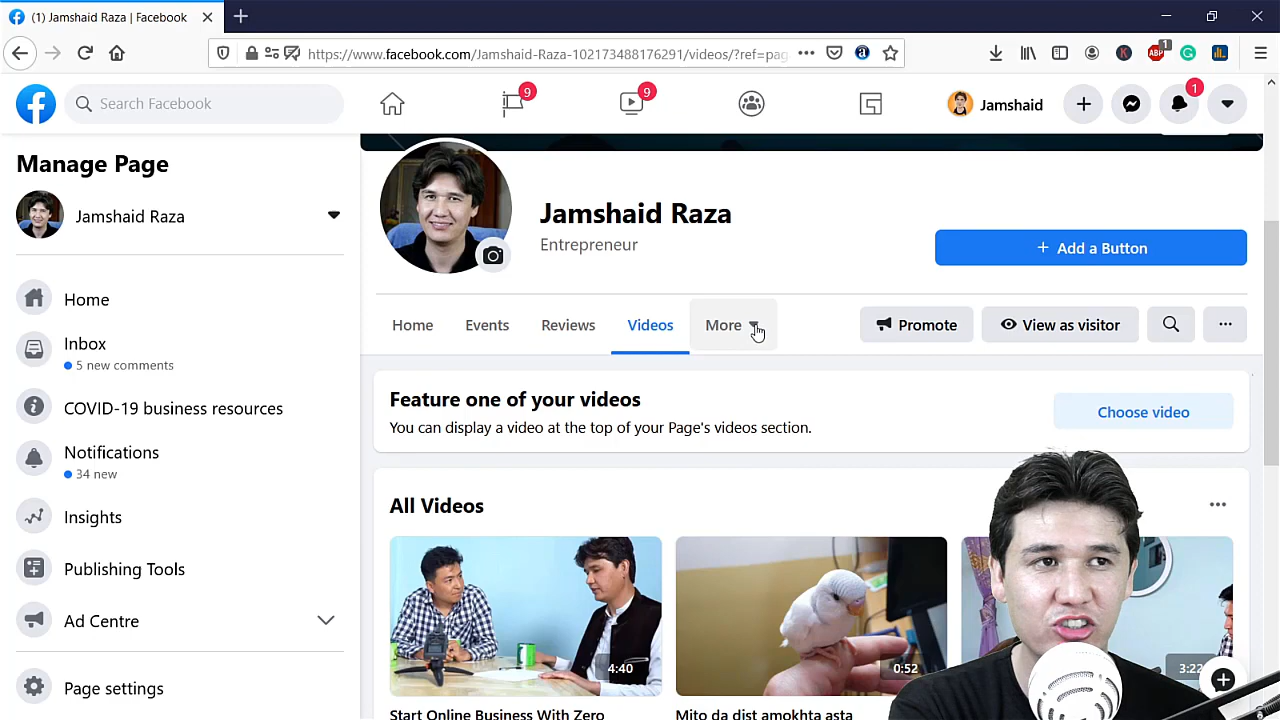 (1) Jamshaid Raza | Facebook
https://www.facebook.com/Jamshaid-Raza-102173488176291/videos/?ref=pag
1
Search Facebook
9
9
Jamshaid
1
Manage Page
Jamshaid Raza
Home
Inbox
5 new comments
COVID-19 business resources
Notifications
34 new
Insights
Publishing Tools
Ad Centre
Page settings
Jamshaid Raza
Entrepreneur
+ Add a Button
Home Events Reviews Videos More
Promote View as visitor
Feature one of your videos
You can display a video at the top of your Page's videos section.
Choose video
All Videos
4:40
0:52
3:22
Start Online Business With Zero
Mito da dist amokhta asta